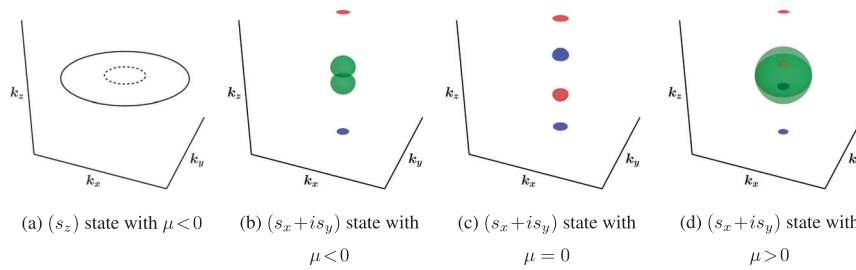 k_z
k_x
k_y
k_z
k_x
k_y
k_z
k_x
k_y
k_z
k_x
k_y
(a) (s_z) state with μ<0
(b) (s_x+is_y) state with
μ<0
(c) (s_x+is_y) state with
μ = 0
(d) (s_x+is_y) state with
μ>0